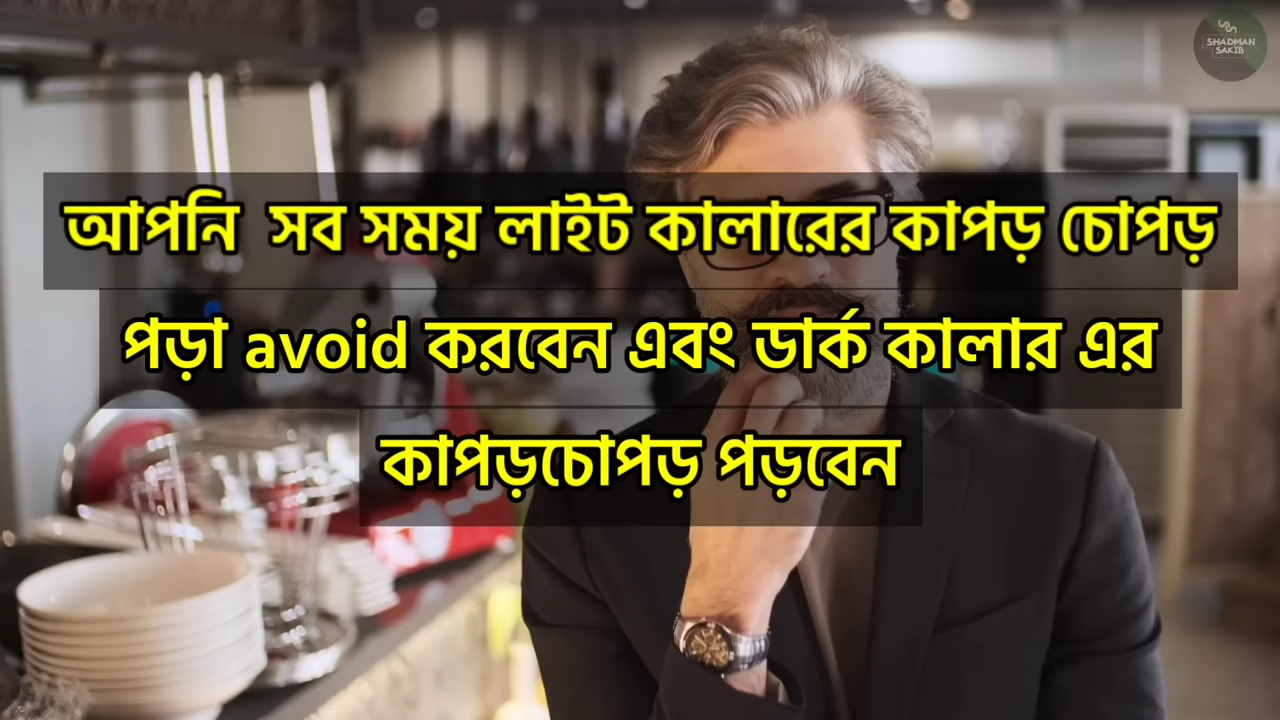 SHADMAN
SAKIB
আপনি  সব সময় লাইট কালারের কাপড় চোপড়
পড়া avoid করবেন এবং ডার্ক কালার এর
কাপড়চোপড় পড়বেন